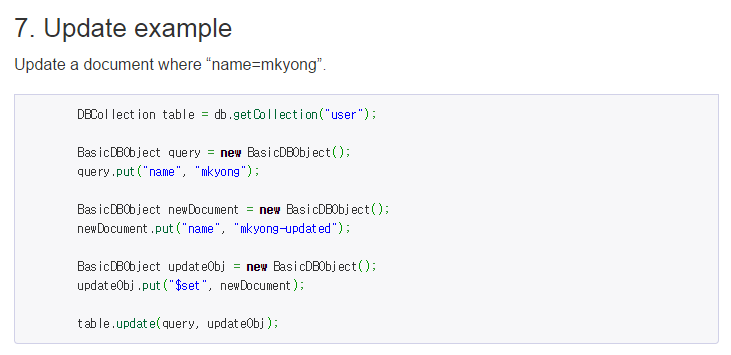 7. Update example
Update a document where “name=mkyong”.
DBCollection table = db.getCollection("user");
BasicDBObject query = new BasicDBObject();
query.put("name", "mkyong");
BasicDBObject newDocument = new BasicDBObject();
newDocument.put("name", "mkyong-updated");
BasicDBObject updateObj = new BasicDBObject();
updateObj.put("$set", newDocument);
table.update(query, updateObj);